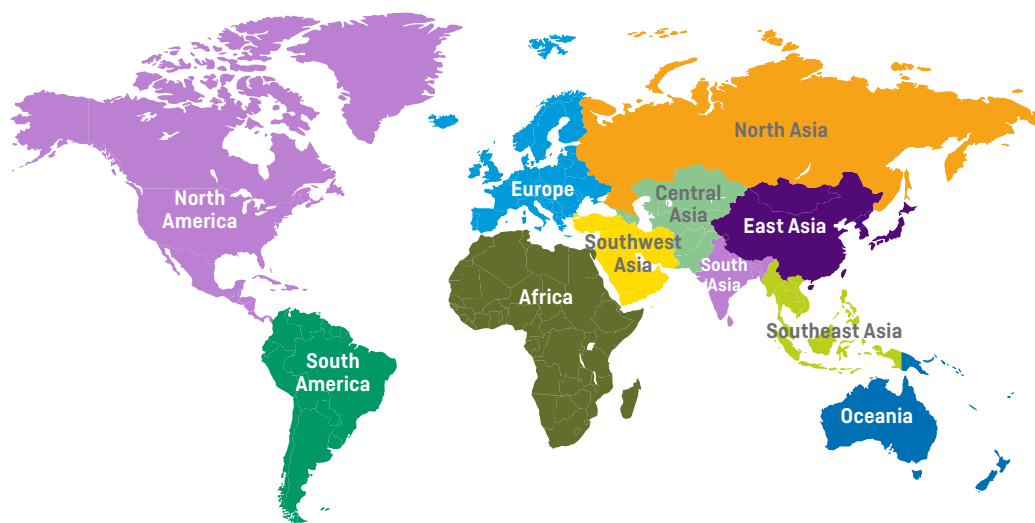 North Asia
North
America
Europe
Central
Asia
East Asia
Southwest
Asia
South
Asia
Africa
Southeast Asia
South
America
Oceania